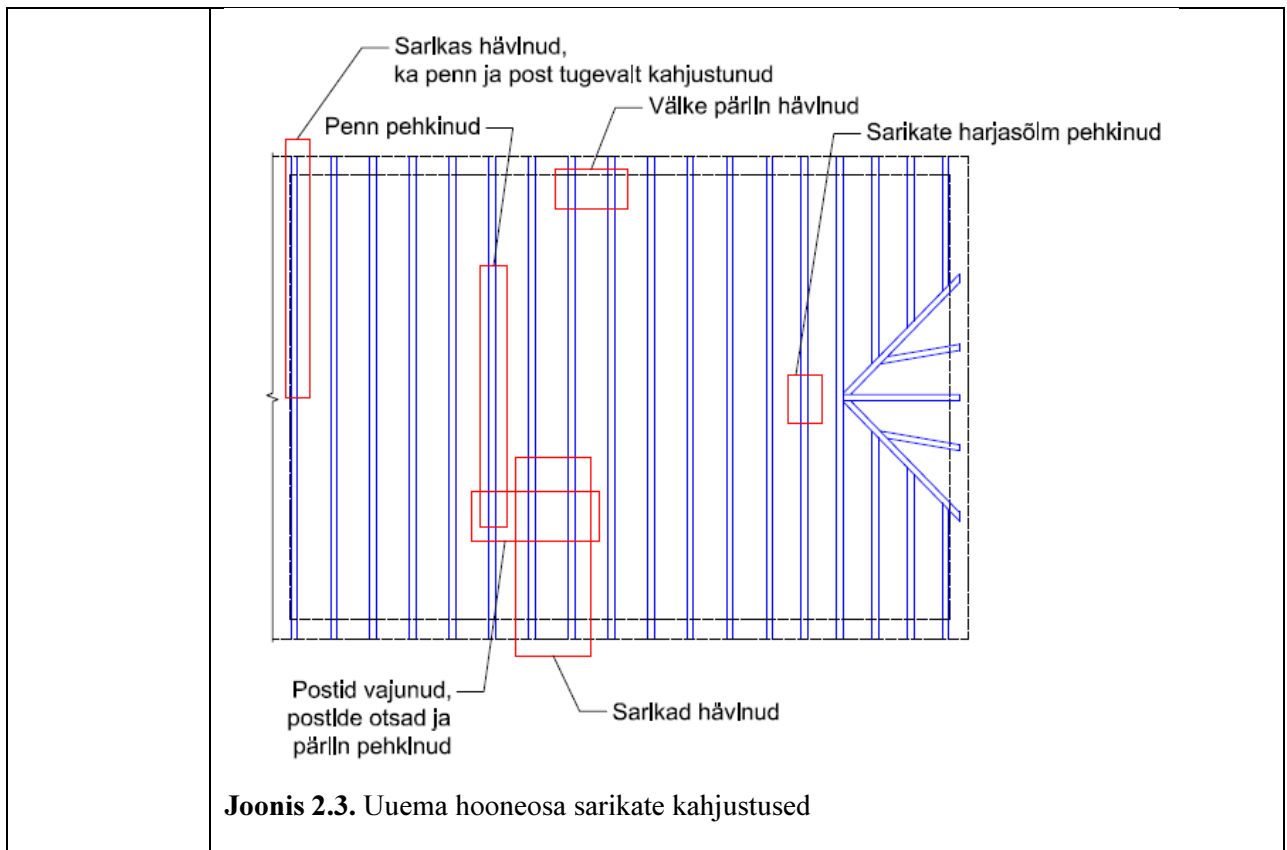 Sarikas hävinud,
ka penn ja post tugevalt kahjustunud
Välke pärlin hävinud
Penn pehkinud
Sarikate harjasõlm pehkinud
Postid vajunud,
postide otsad ja
pärlin pehkinud
Sarikad hävinud
Joonis 2.3. Uuema hooneosa sarikate kahjustused